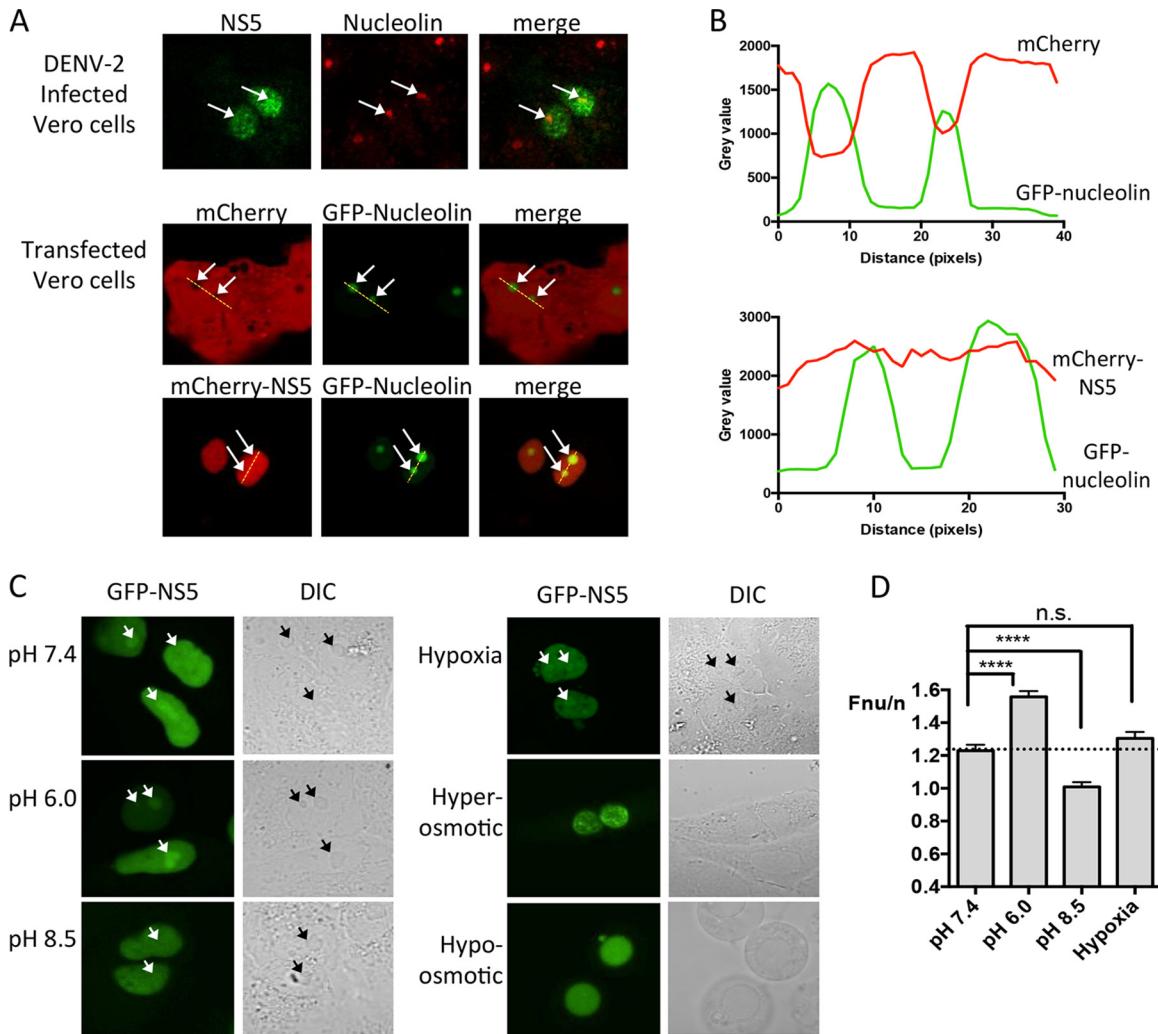 A
NS5
Nucleolin
merge
DENV-2
Infected
Vero cells
mCherry
GFP-Nucleolin
merge
Transfected
Vero cells
mCherry-NS5
GFP-Nucleolin
merge
B
2000
1500
1000
500
0
Grey value
mCherry
GFP-nucleolin
0
10
20
30
40
Distance (pixels)
3000
2000
1000
0
Grey value
mCherry-
NS5
GFP-
nucleolin
0
10
20
30
Distance (pixels)
C
GFP-NS5
DIC
pH 7.4
pH 6.0
pH 8.5
GFP-NS5
DIC
Hypoxia
Hyper-
osmotic
Hypo-
osmotic
D
n.s.
****
****
Fnu/n
1.6
1.4
1.2
1.0
0.8
0.6
0.4
pH 7.4
pH 6.0
pH 8.5
Hypoxia